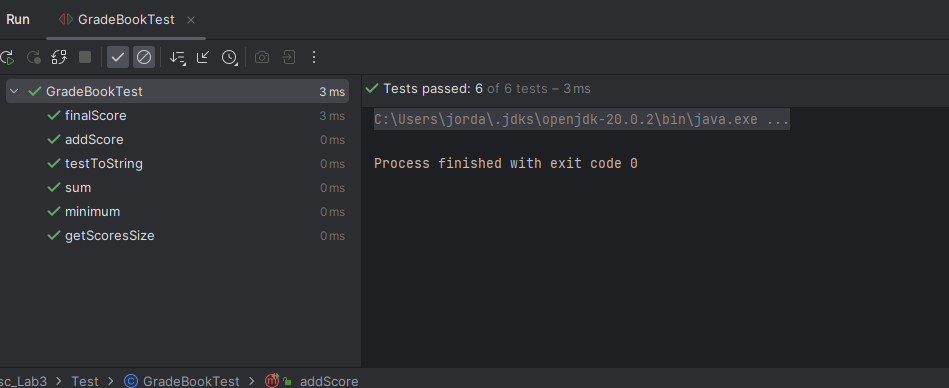 Run GradeBookTest
GradeBookTest 3 ms
finalScore 3 ms
addScore 0 ms
testToString 0 ms
sum 0 ms
minimum 0 ms
getScoresSize 0 ms
Tests passed: 6 of 6 tests – 3 ms
C:\Users\jorda\.jdks\openjdk-20.0.2\bin\java.exe ...
Process finished with exit code 0
sc_Lab3 > Test > GradeBookTest > addScore